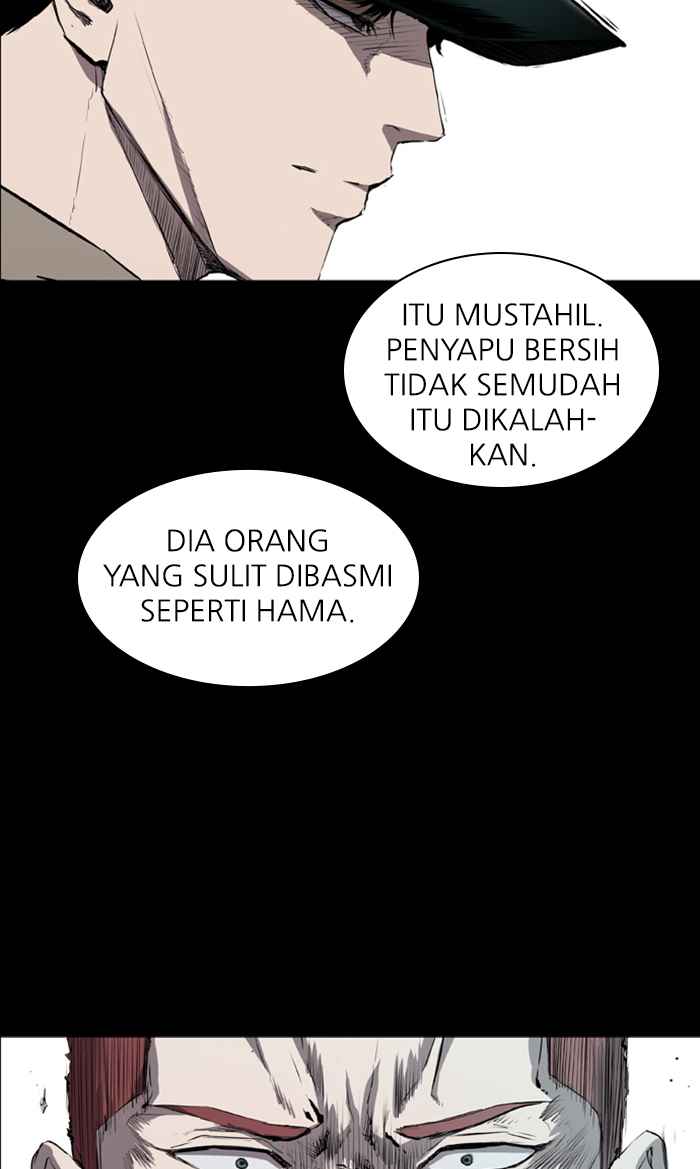 ITU MUSTAHIL.
PENYAPU BERSIH
TIDAK SEMUDAH
ITU DIKALAH-
KAN.
DIA ORANG
YANG SULIT DIBASMI
SEPERTI HAMA.